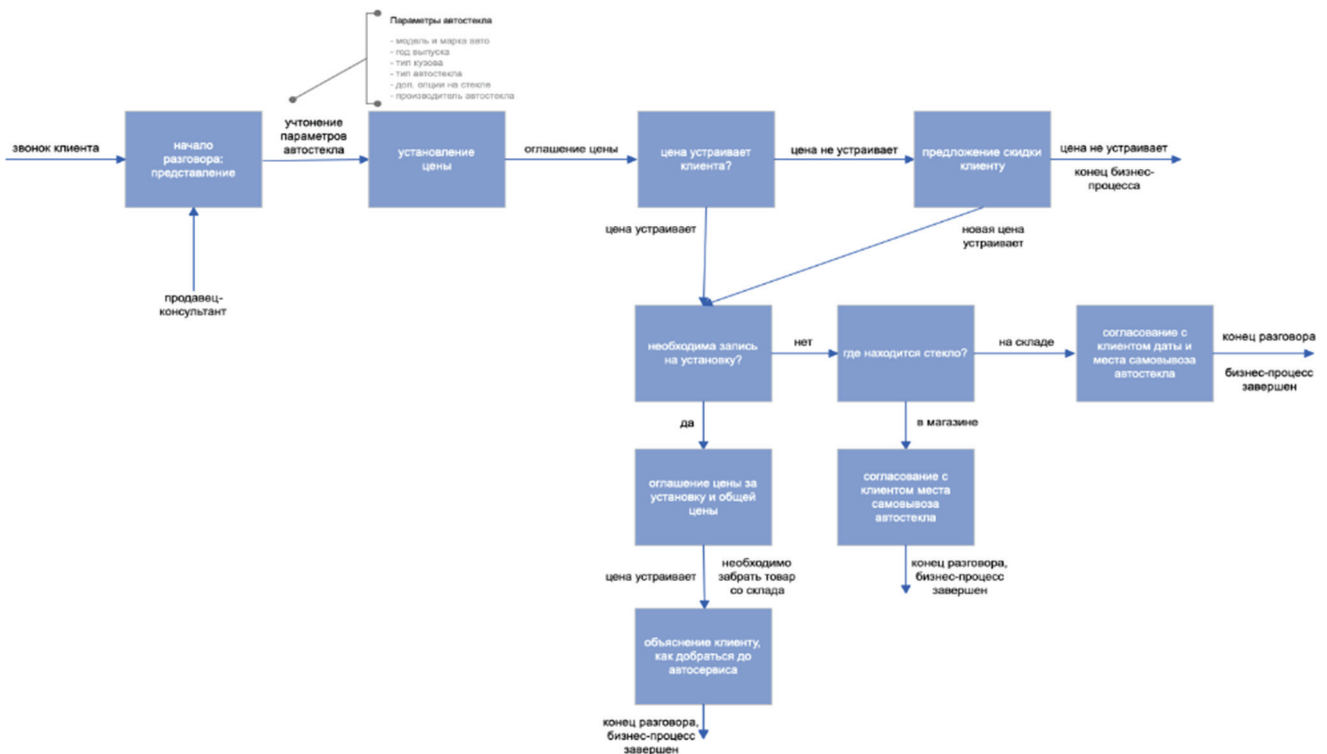 Параметры автостекла
- модель и марка авто
- год выпуска
- тип кузова
- тип автостекла
- доп. опции на стекле
- производитель автостекла
звонок клиента
начало
разговора:
представление
учтонение
параметров
автостекла
установление
цены
оглашение цены
цена устраивает
клиента?
цена не устраивает
предложение скидки
клиенту
цена не устраивает
конец бизнес-
процесса
продавец-
консультант
цена устраивает
новая цена
устраивает
необходима запись
на установку?
нет
где находится стекло?
на складе
согласование с
клиентом даты и
места самовывоза
автостекла
конец разговора
бизнес-процесс
завершен
да
в магазине
оглашение цены за
установку и общей
цены
согласование с
клиентом места
самовывоза
автостекла
цена устраивает
необходимо
забрать товар
со склада
конец разговора,
бизнес-процесс
завершен
объяснение клиенту,
как добраться до
автосервиса
конец разговора,
бизнес-процесс
завершен